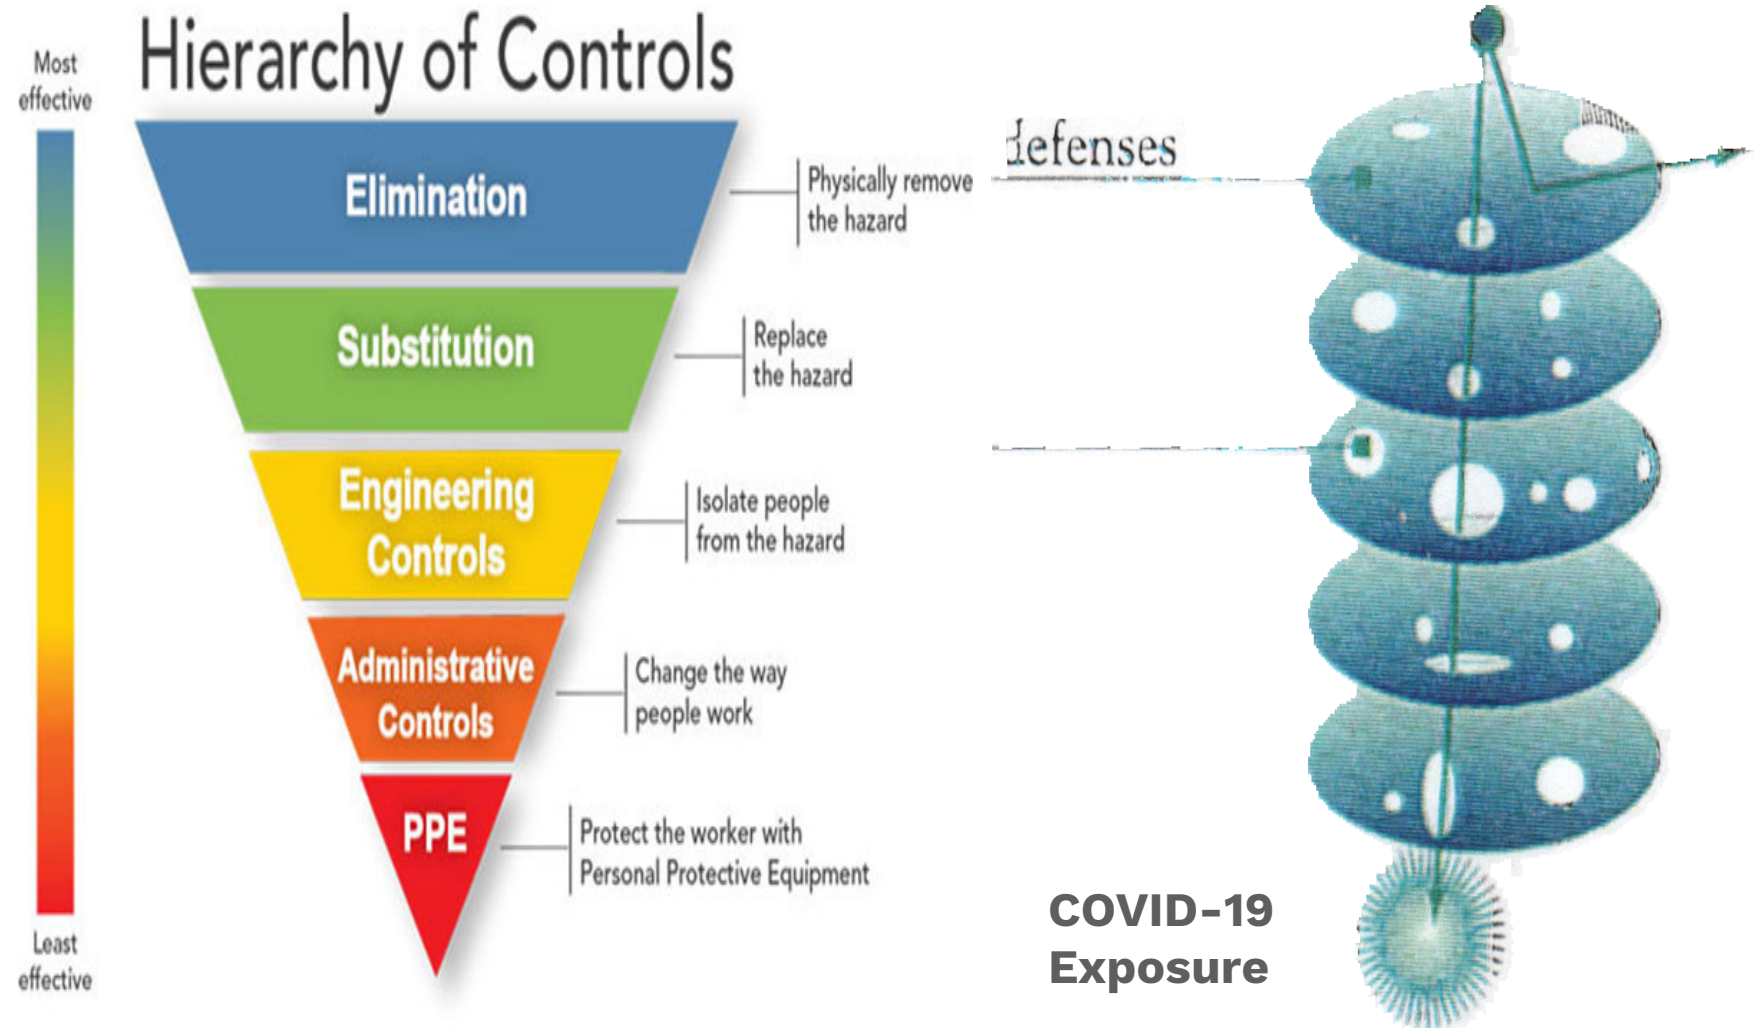 Hierarchy of Controls
Most
effective
Elimination
Physically remove
the hazard
Substitution
Replace
the hazard
Engineering
Controls
Isolate people
from the hazard
Administrative
Controls
Change the way
people work
PPE
Protect the worker with
Personal Protective Equipment
Least
effective
defenses
COVID-19
Exposure